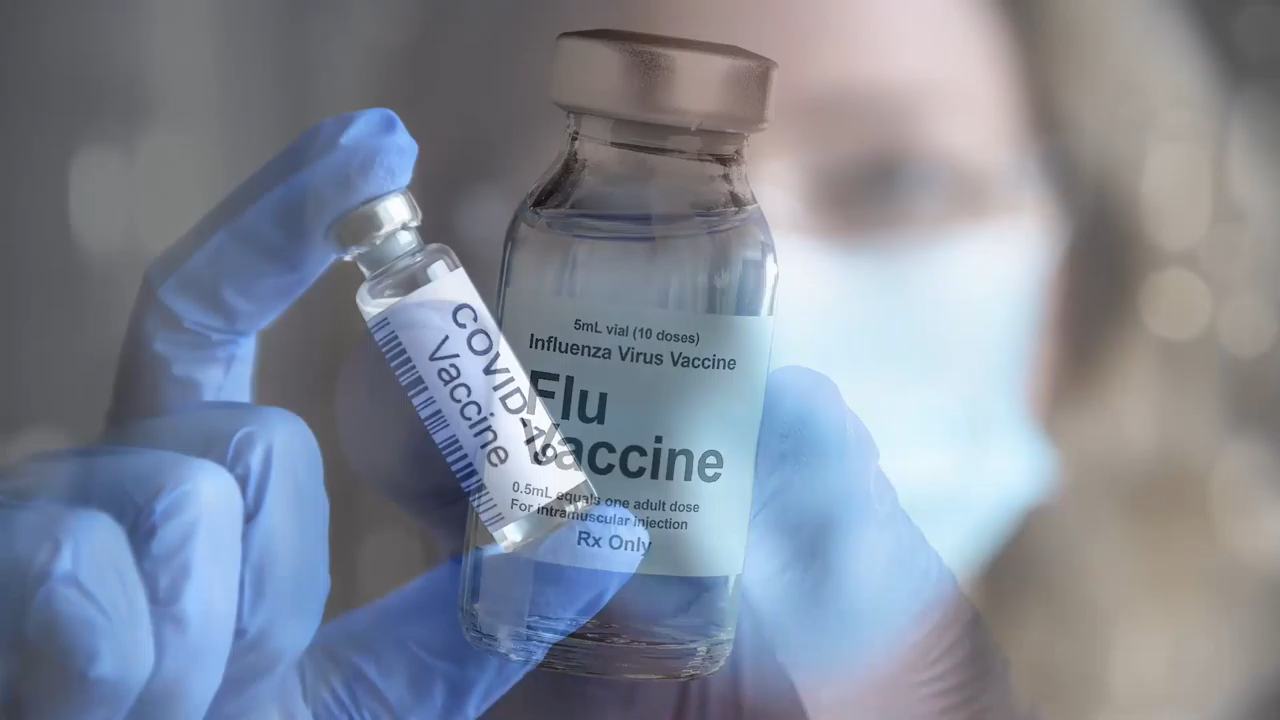 COVID-19
Vaccine
5mL vial (10 doses)
Influenza Virus Vaccine
Flu
Vaccine
0.5mL equals one adult dose
For intramuscular injection
Rx Only